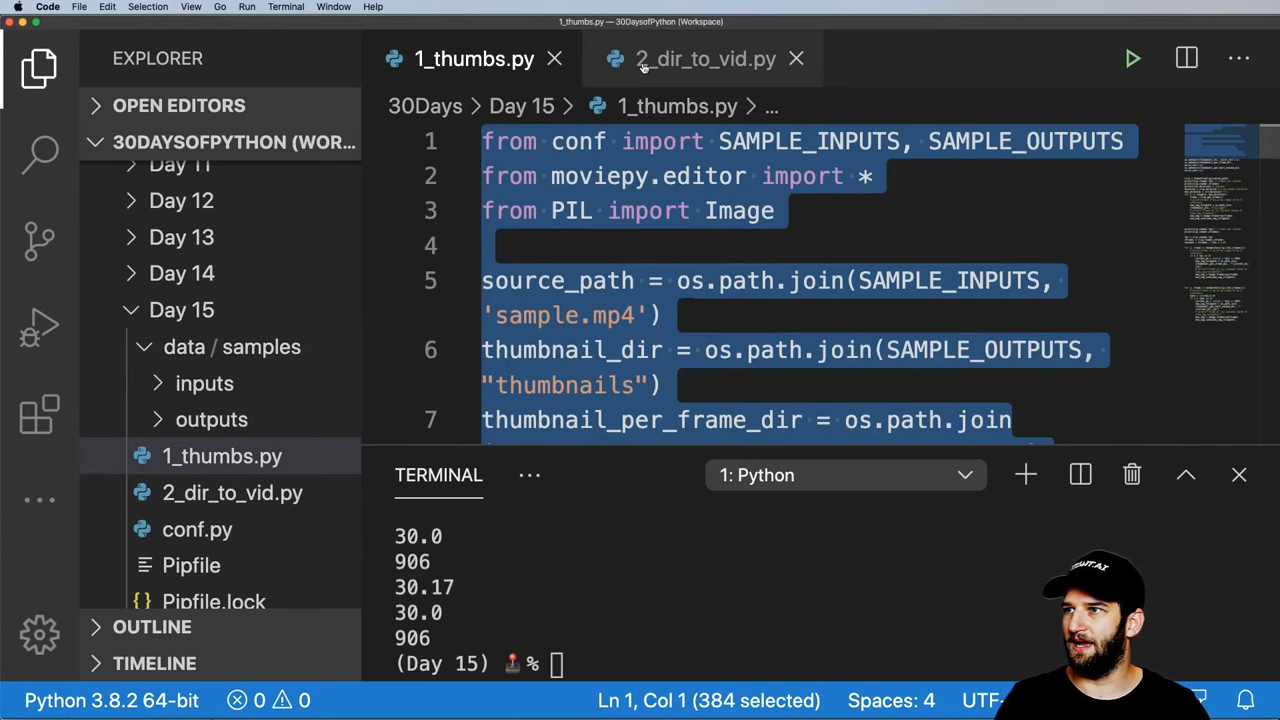 Code File Edit Selection View Go Run Terminal Window Help
1_thumbs.py — 30DaysofPython (Workspace)
EXPLORER
OPEN EDITORS
30DAYSOFPYTHON (WOR...
Day 11
Day 12
Day 13
Day 14
Day 15
data / samples
inputs
outputs
1_thumbs.py
2_dir_to_vid.py
conf.py
Pipfile
Pipfile.lock
OUTLINE
TIMELINE
1_thumbs.py 2_dir_to_vid.py
30Days > Day 15 > 1_thumbs.py > ...
1 from conf import SAMPLE_INPUTS, SAMPLE_OUTPUTS
2 from moviepy.editor import *
3 from PIL import Image
4
5 source_path = os.path.join(SAMPLE_INPUTS,
'sample.mp4')
6 thumbnail_dir = os.path.join(SAMPLE_OUTPUTS,
"thumbnails")
7 thumbnail_per_frame_dir = os.path.join
TERMINAL ... 1: Python
30.0
906
30.17
30.0
906
(Day 15) 🕹%
Python 3.8.2 64-bit 0 0 Ln 1, Col 1 (384 selected) Spaces: 4 UTF-